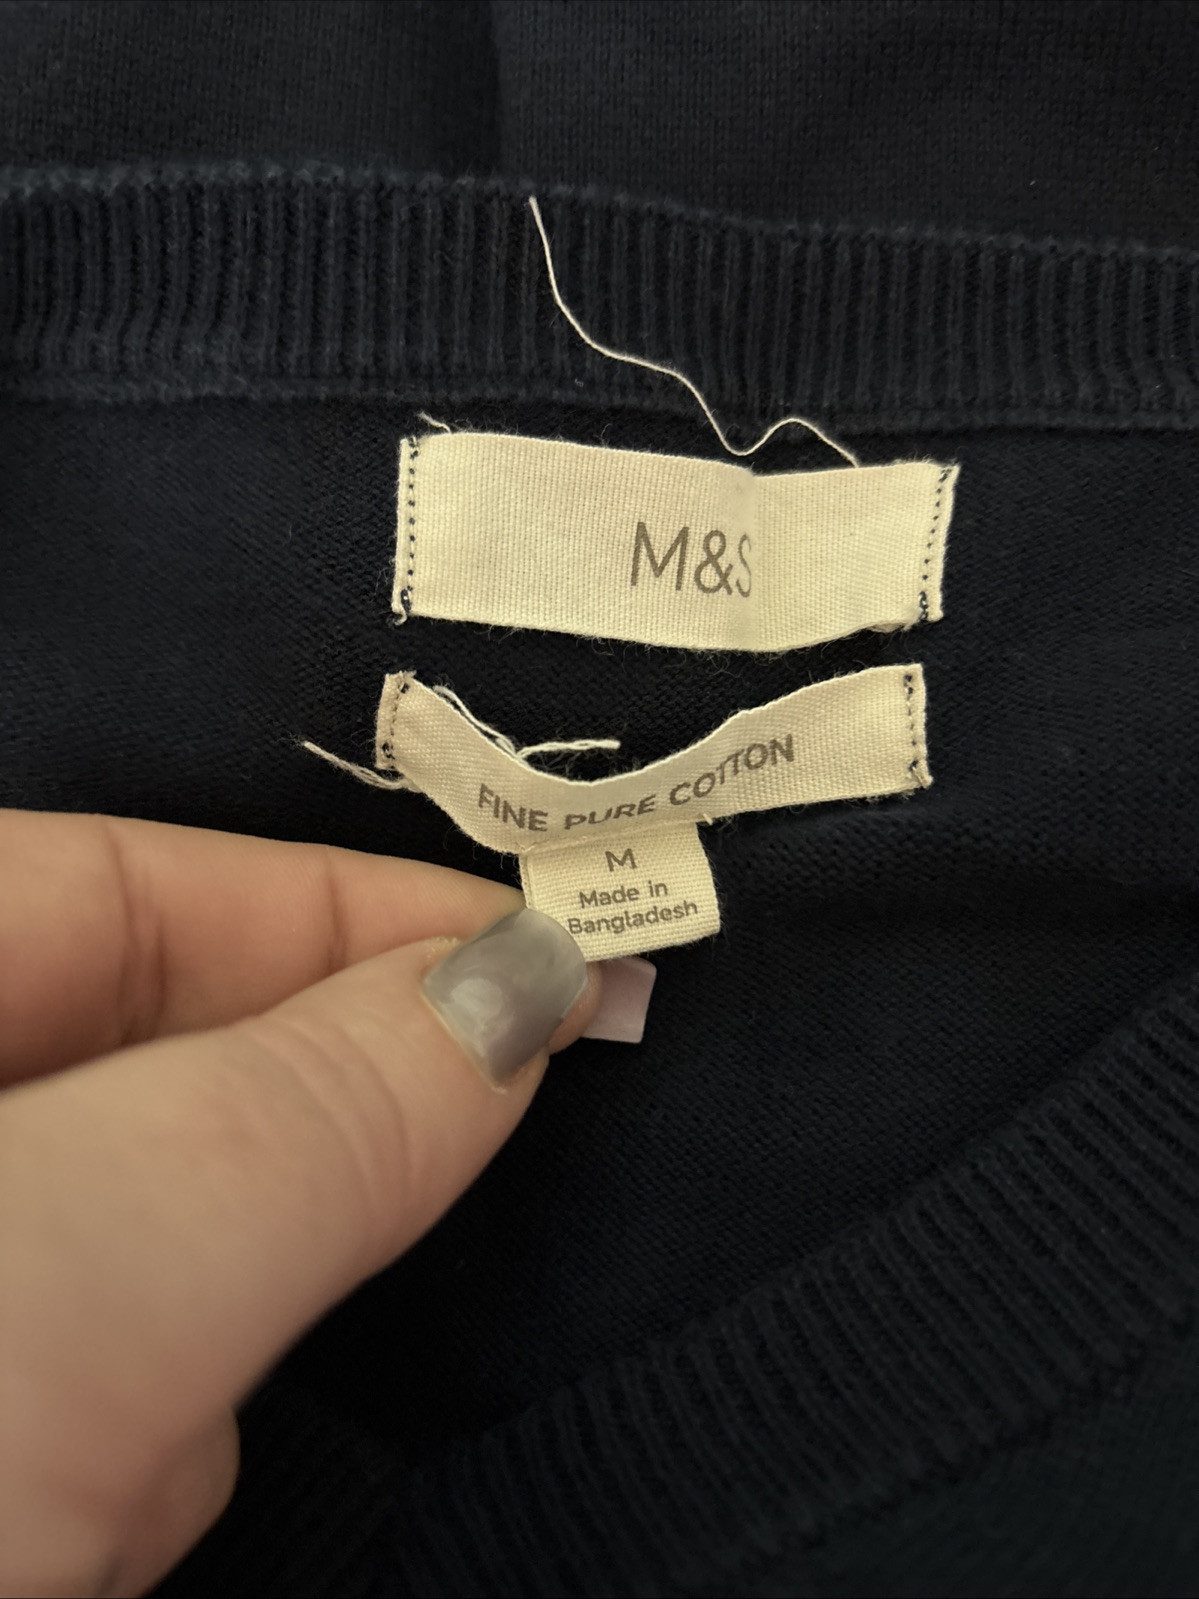 M&S
FINE PURE COTTON
M
Made in
Bangladesh